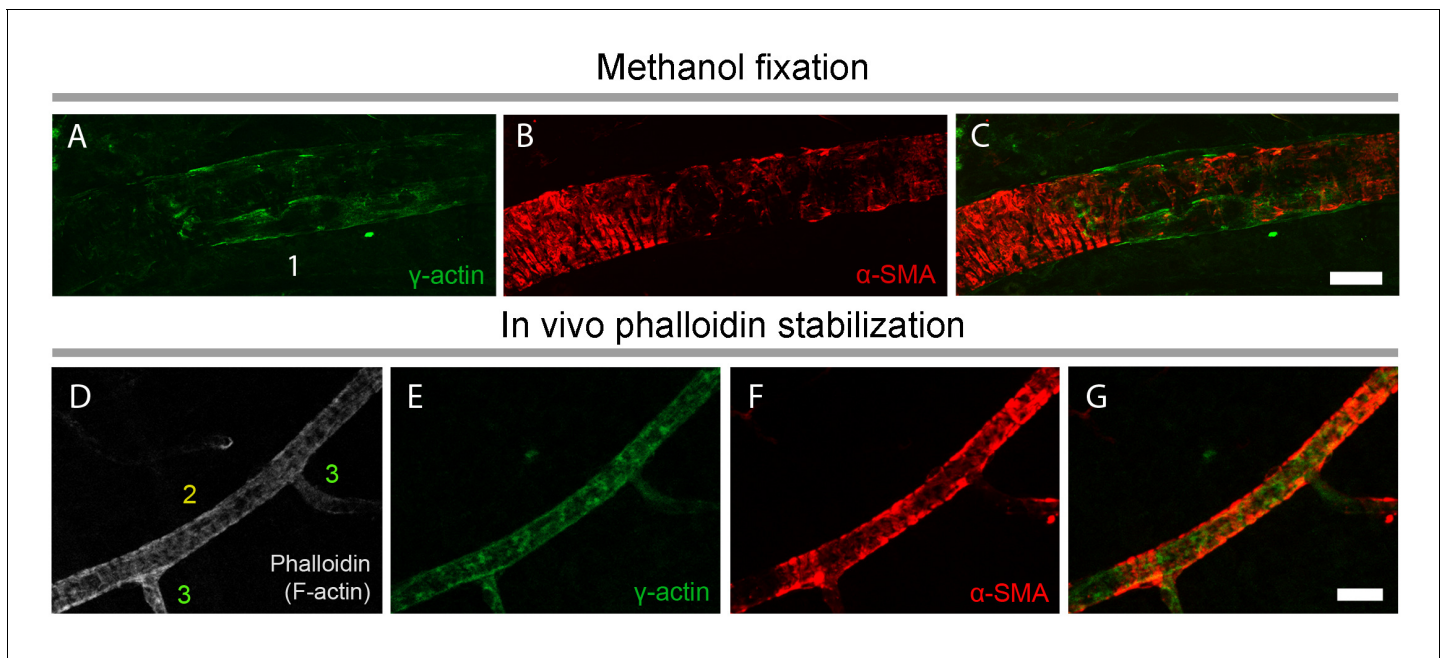 Methanol fixation
A
B
C
1
γ-actin
α-SMA
In vivo phalloidin stabilization
D
E
F
G
3
2
Phalloidin
(F-actin)
3
γ-actin
α-SMA